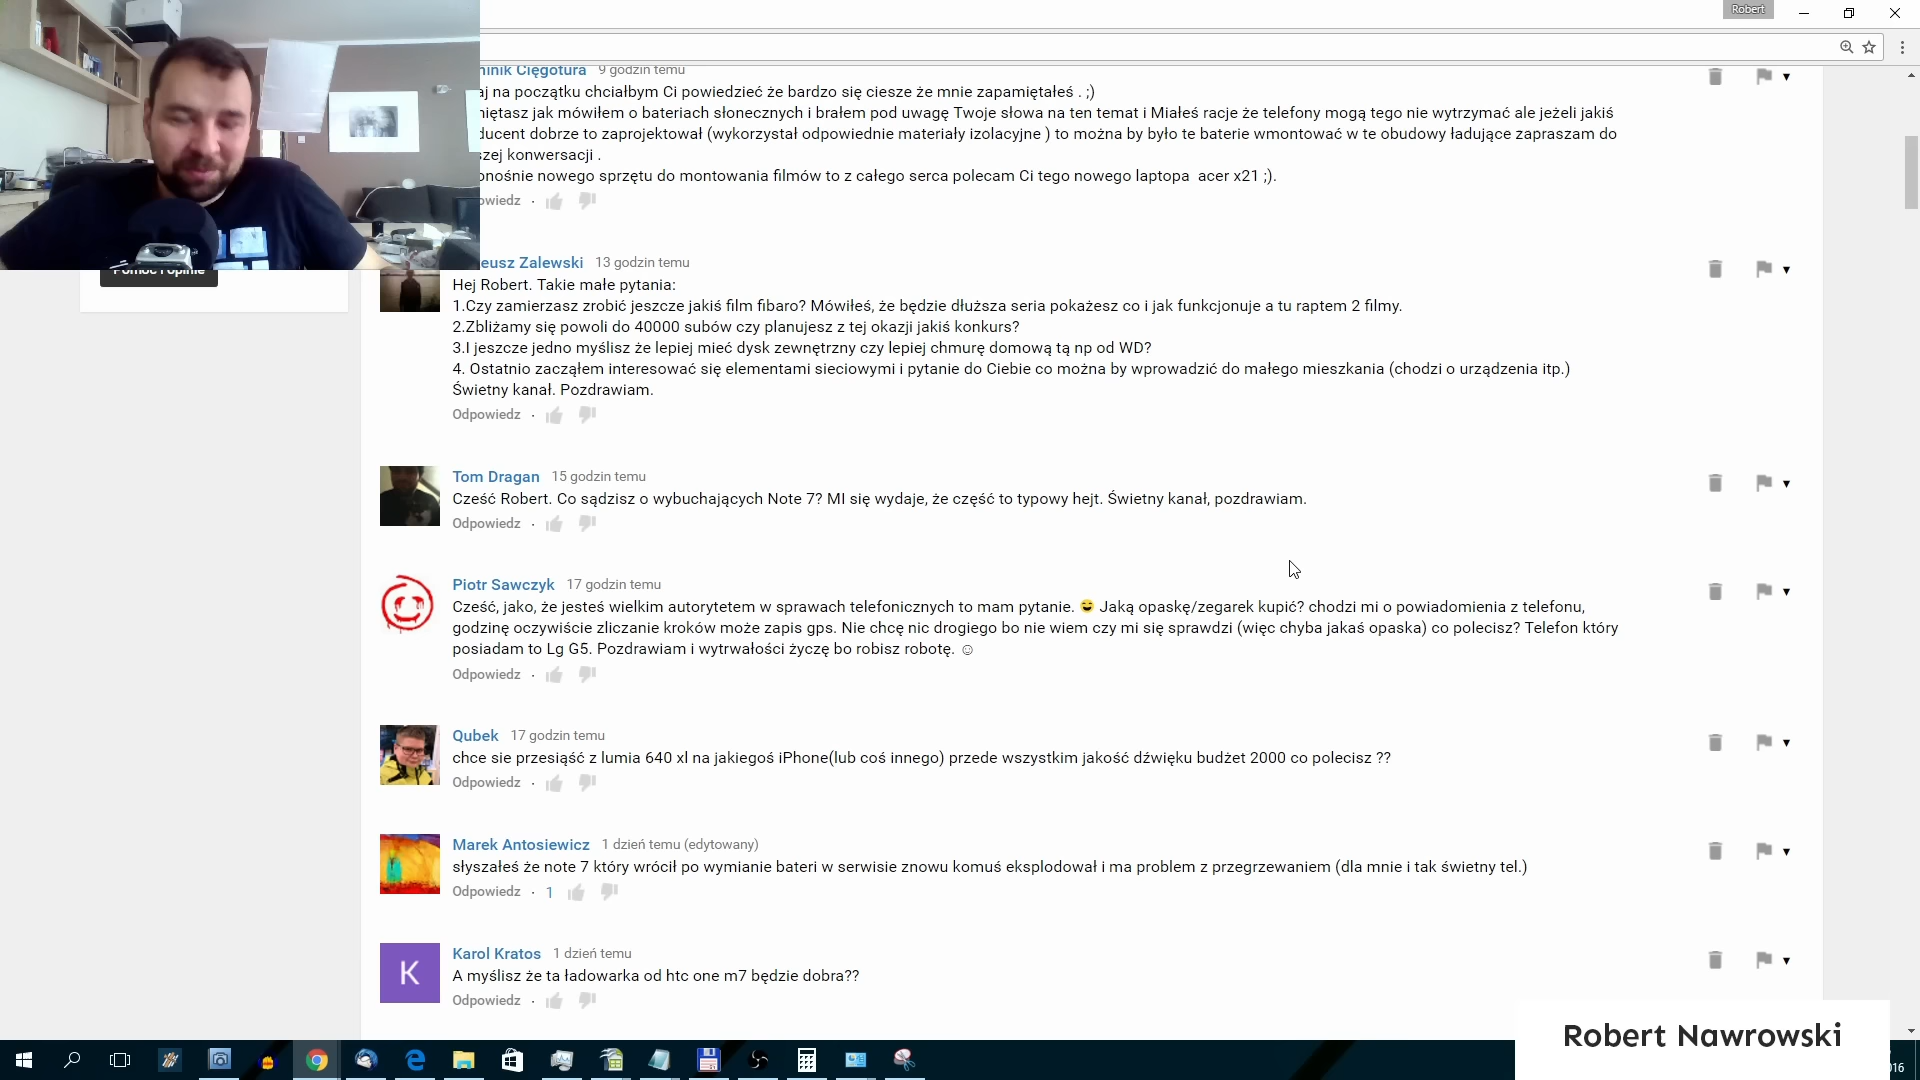 Robert
Cięgotura 9 godzin temu
na początku chciałbym Ci powiedzieć że bardzo się ciesze że mnie zapamiętałeś . ;)
jak mówiłem o bateriach słonecznych i brałem pod uwagę Twoje słowa na ten temat i Miałeś racje że telefony mogą tego nie wytrzymać ale jeżeli jakiś
dobrze to zaprojektował (wykorzystał odpowiednie materiały izolacyjne ) to można by było te baterie wmontować w te obudowy ładujące zapraszam do
konwersacji .
nowego sprzętu do montowania filmów to z całego serca polecam Ci tego nowego laptopa acer x21 ;).
Pomoc i opinie
Zalewski 13 godzin temu
Hej Robert. Takie małe pytania:
1.Czy zamierzasz zrobić jeszcze jakiś film fibaro? Mówiłeś, że będzie dłuższa seria pokażesz co i jak funkcjonuje a tu raptem 2 filmy.
2.Zbliżamy się powoli do 40000 subów czy planujesz z tej okazji jakiś konkurs?
3.I jeszcze jedno myślisz że lepiej mieć dysk zewnętrzny czy lepiej chmurę domową tą np od WD?
4. Ostatnio zacząłem interesować się elementami sieciowymi i pytanie do Ciebie co można by wprowadzić do małego mieszkania (chodzi o urządzenia itp.)
Świetny kanał. Pozdrawiam.
Odpowiedz ·
Tom Dragan 15 godzin temu
Cześć Robert. Co sądzisz o wybuchających Note 7? MI się wydaje, że część to typowy hejt. Świetny kanał, pozdrawiam.
Odpowiedz ·
Piotr Sawczyk 17 godzin temu
Cześć, jako, że jesteś wielkim autorytetem w sprawach telefonicznych to mam pytanie. 😄 Jaką opaskę/zegarek kupić? chodzi mi o powiadomienia z telefonu,
godzinę oczywiście zliczanie kroków może zapis gps. Nie chcę nic drogiego bo nie wiem czy mi się sprawdzi (więc chyba jakaś opaska) co polecisz? Telefon który
posiadam to Lg G5. Pozdrawiam i wytrwałości życzę bo robisz robotę. ☺
Odpowiedz ·
Qubek 17 godzin temu
chce sie przesiąść z lumia 640 xl na jakiegoś iPhone(lub coś innego) przede wszystkim jakość dźwięku budżet 2000 co polecisz ??
Odpowiedz ·
Marek Antosiewicz 1 dzień temu (edytowany)
słyszałeś że note 7 który wrócił po wymianie bateri w serwisie znowu komuś eksplodował i ma problem z przegrzewaniem (dla mnie i tak świetny tel.)
Odpowiedz · 1
K
Karol Kratos 1 dzień temu
A myślisz że ta ładowarka od htc one m7 będzie dobra??
Odpowiedz ·
Robert Nawrowski